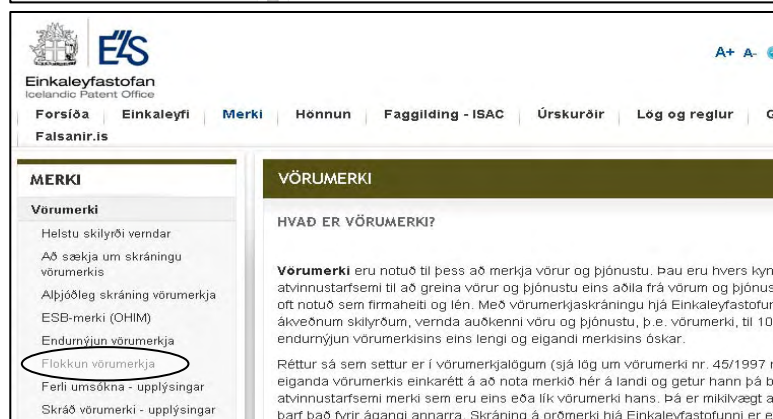 EZS
Einkaleyfastofan
Icelandic Patent Office
A+ A-
Forsíða Einkaleyfi Merki Hönnun Faggilding - ISAC Úrskurðir Lög og reglur
Falsanir.is
MERKI
Vörumerki
Helstu skilyrði verndar
Að sækja um skráningu
vörumerkis
Alþjóðleg skráning vörumerkja
ESB-merki (OHIM)
Endurnýjun vörumerkja
Flokkun vörumerkja
Ferli umsókna - upplýsingar
Skráð vörumerki - upplýsingar
VÖRUMERKI
HVAÐ ER VÖRUMERKI?
Vörumerki eru notuð til þess að merkja vörur og þjónustu. Þau eru hvers kyn
atvinnustarfsemi til að greina vörur og þjónustu eins aðila frá vörum og þjónus
oft notuð sem firmaheiti og lén. Með vörumerkjaskráningu hjá Einkaleyfastofur
ákveðnum skilyrðum, vernda auðkenni vöru og þjónustu, þ.e. vörumerki, til 10
endurnýjun vörumerkisins eins lengi og eigandi merkisins óskar.
Réttur sá sem settur er í vörumerkjalögum (sjá lög um vörumerki nr. 45/1997 r
eiganda vörumerkis einkarétt á að nota merkið hér á landi og getur hann þá b
atvinnustarfsemi merki sem eru eins eða lík vörumerki hans. Þá er mikilvægt a
þarf það fyrir ágangi annarra. Skráning á orðmerki hjá Einkaleyfastofunni er e